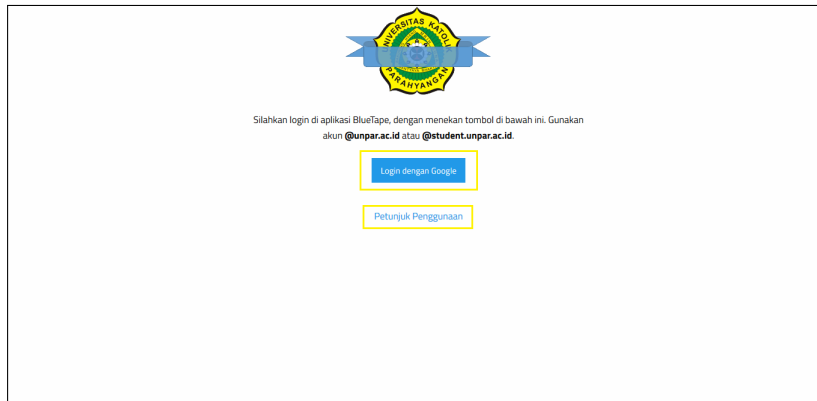 UNIVERSITAS KATOLIK
PARAHYANGAN
Silahkan login di aplikasi BlueTape, dengan menekan tombol di bawah ini. Gunakan
akun @unpar.ac.id atau @student.unpar.ac.id.
Login dengan Google
Petunjuk Penggunaan